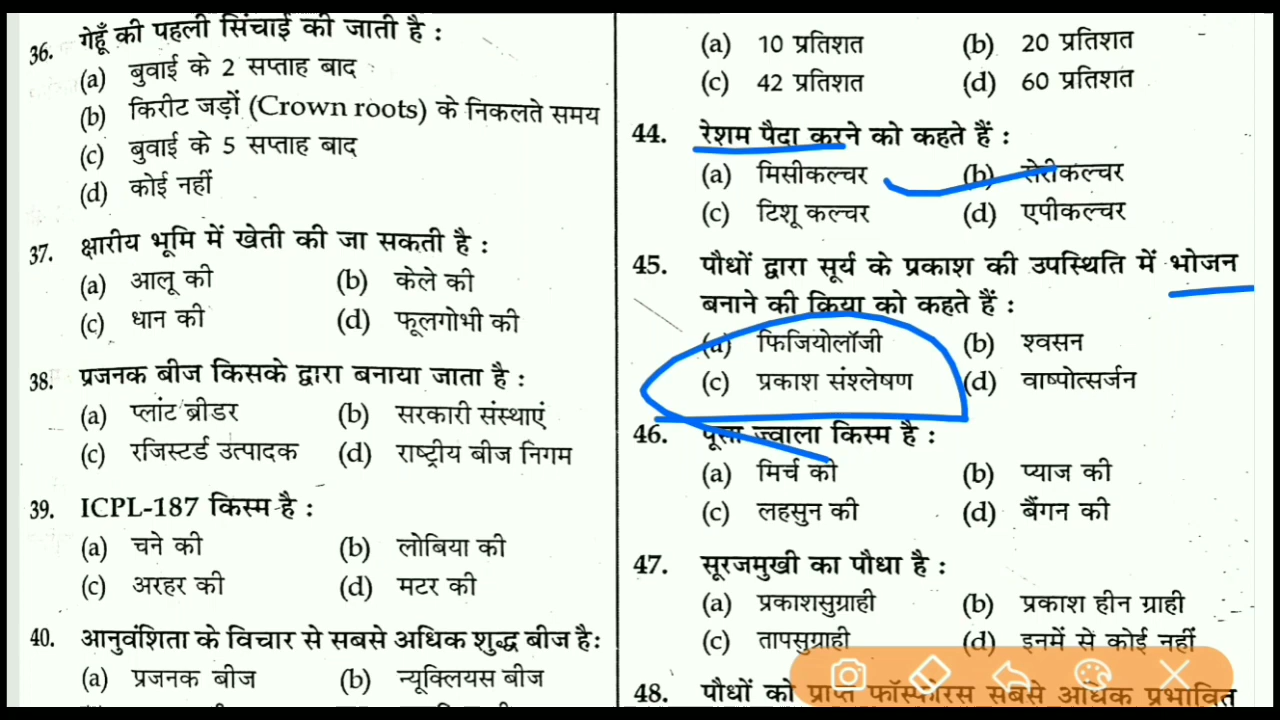 36. गेहूँ की पहली सिंचाई की जाती है :
(a) बुवाई के 2 सप्ताह बाद
(b) किरीट जड़ों (Crown roots) के निकलते समय
(c) बुवाई के 5 सप्ताह बाद
(d) कोई नहीं
37. क्षारीय भूमि में खेती की जा सकती है :
(a) आलू की (b) केले की
(c) धान की (d) फूलगोभी की
38. प्रजनक बीज किसके द्वारा बनाया जाता है :
(a) प्लांट ब्रीडर (b) सरकारी संस्थाएं
(c) रजिस्टर्ड उत्पादक (d) राष्ट्रीय बीज निगम
39. ICPL-187 किस्म है :
(a) चने की (b) लोबिया की
(c) अरहर की (d) मटर की
40. आनुवंशिता के विचार से सबसे अधिक शुद्ध बीज है:
(a) प्रजनक बीज (b) न्यूक्लियस बीज
(a) 10 प्रतिशत (b) 20 प्रतिशत
(c) 42 प्रतिशत (d) 60 प्रतिशत
44. रेशम पैदा करने को कहते हैं :
(a) मिसीकल्चर (b) सेरीकल्चर
(c) टिशू कल्चर (d) एपीकल्चर
45. पौधों द्वारा सूर्य के प्रकाश की उपस्थिति में भोजन
बनाने की क्रिया को कहते हैं :
(a) फिजियोलॉजी (b) श्वसन
(c) प्रकाश संश्लेषण (d) वाष्पोत्सर्जन
46. पूसा ज्वाला किस्म है :
(a) मिर्च की (b) प्याज की
(c) लहसुन की (d) बैंगन की
47. सूरजमुखी का पौधा है :
(a) प्रकाशसुग्राही (b) प्रकाश हीन ग्राही
(c) तापसुग्राही (d) इनमें से कोई नहीं
48. पौधों को प्राप्त फॉस्फोरस सबसे अधिक प्रभावित